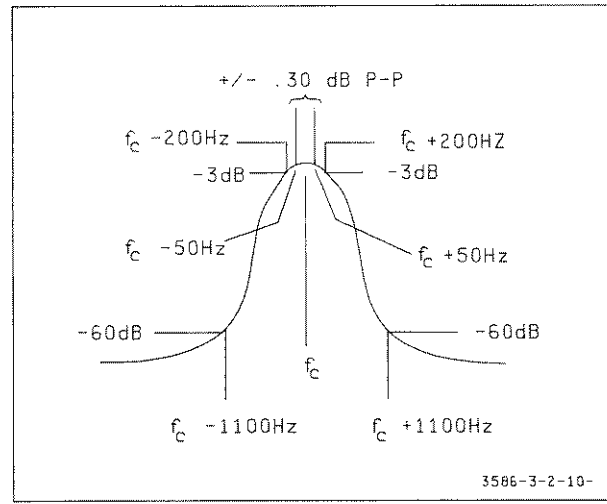 +/- .30 dB P-P
fc -200Hz
fc +200HZ
-3dB
-3dB
fc -50Hz
fc +50Hz
-60dB
-60dB
fc
fc -1100Hz
fc +1100Hz
3586-3-2-10-